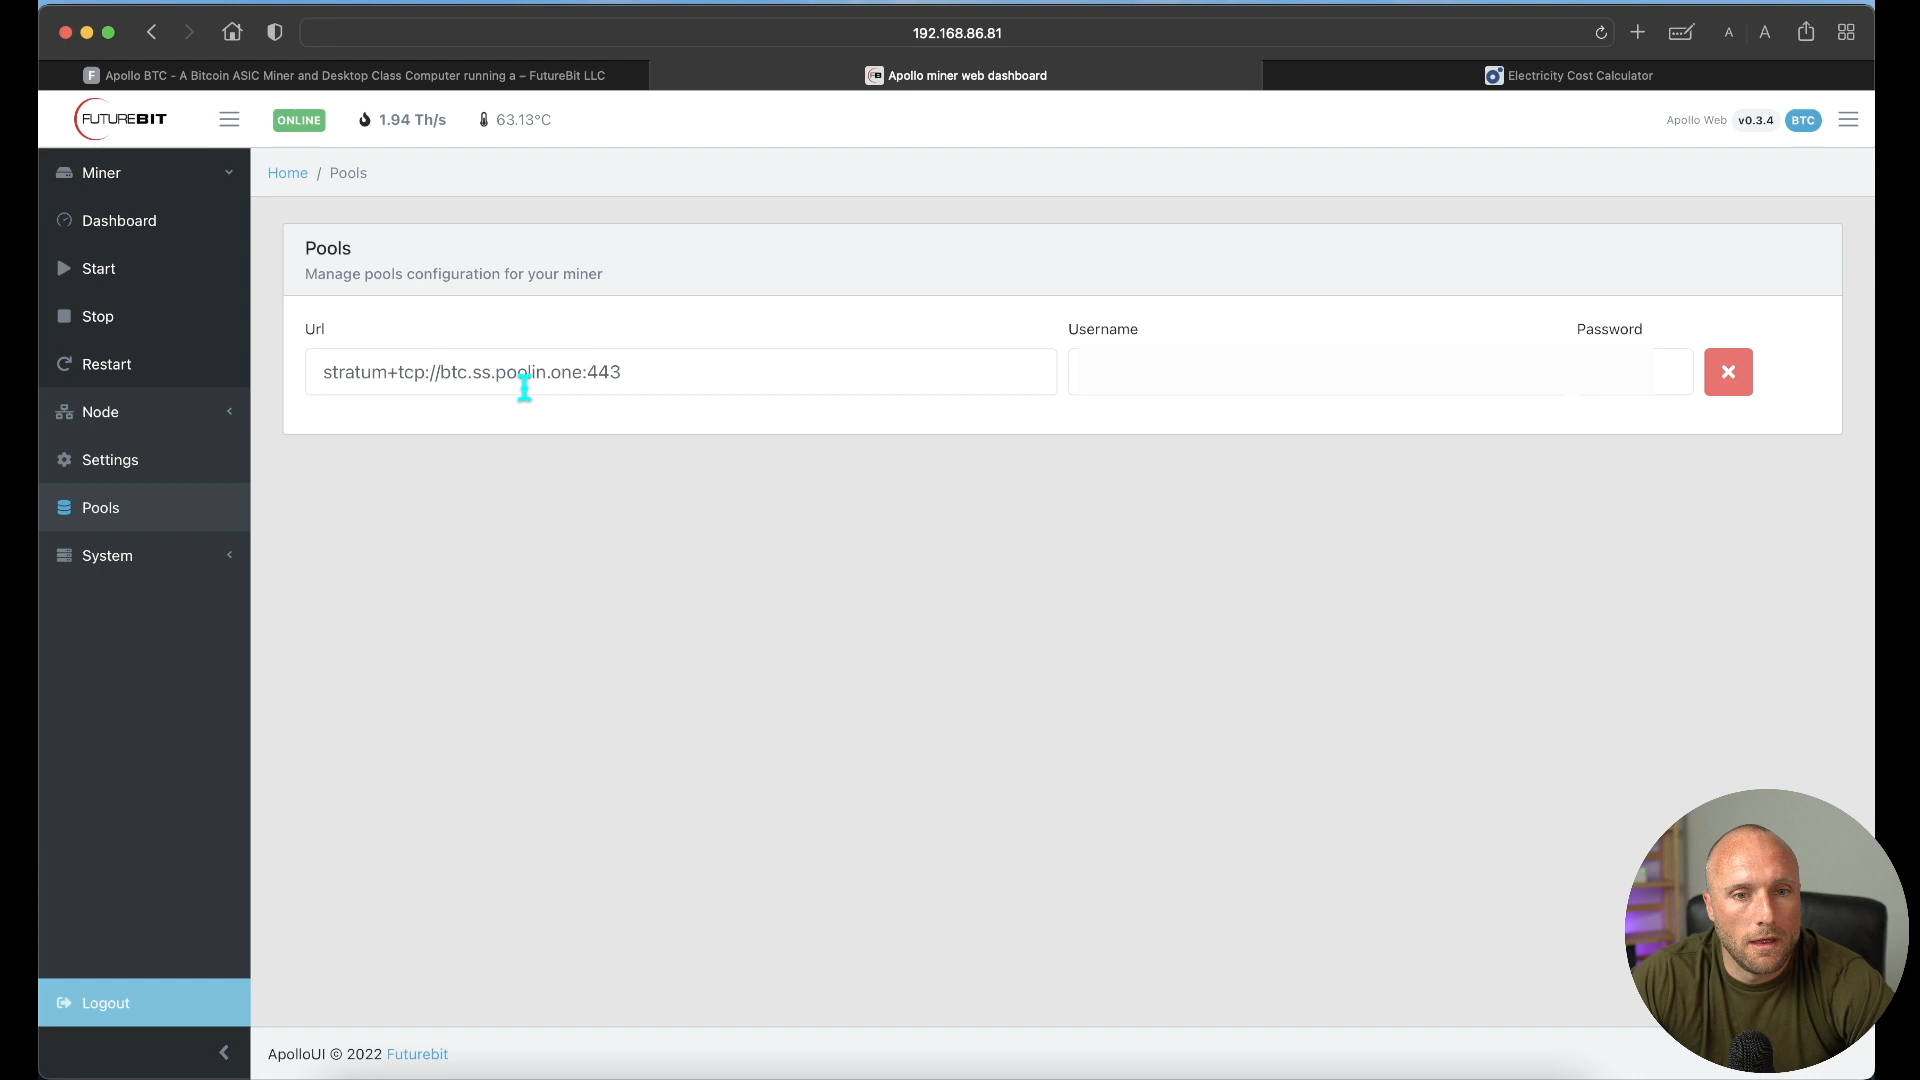 192.168.86.81
A A
F Apollo BTC - A Bitcoin ASIC Miner and Desktop Class Computer running a – FutureBit LLC
FB Apollo miner web dashboard
Electricity Cost Calculator
FUTUREBIT
ONLINE
1.94 Th/s
63.13°C
Apollo Web v0.3.4 BTC
Miner
Dashboard
Start
Stop
Restart
Node
Settings
Pools
System
Logout
Home / Pools
Pools
Manage pools configuration for your miner
Url
Username
Password
stratum+tcp://btc.ss.poolin.one:443
ApolloUI © 2022 Futurebit